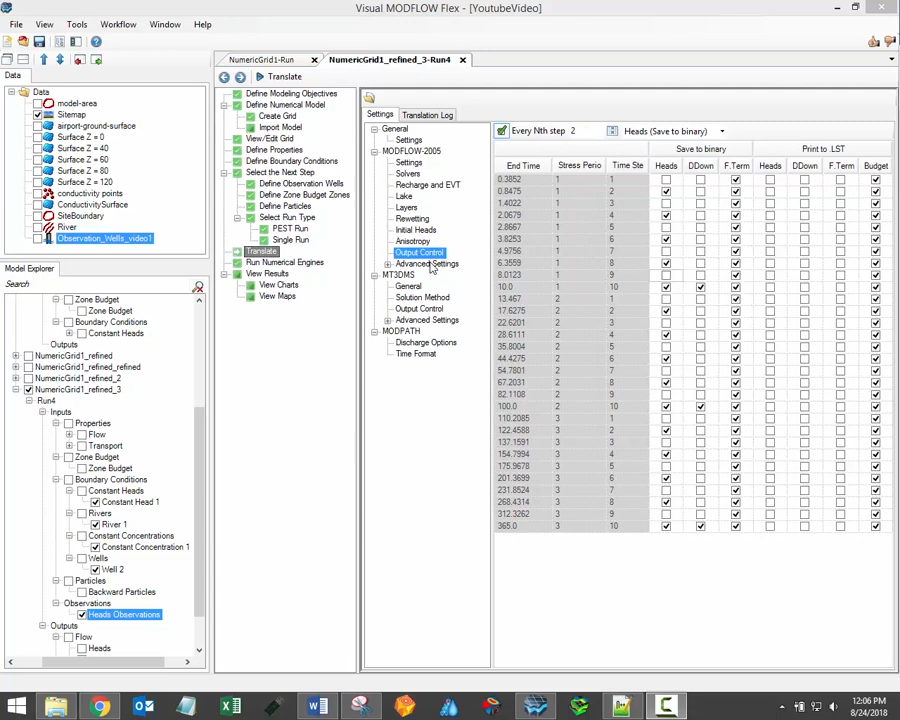 Visual MODFLOW Flex - [YoutubeVideo]
File View Tools Workflow Window Help
Data
Data
model-area
Sitemap
airport-ground-surface
Surface Z = 0
Surface Z = 40
Surface Z = 60
Surface Z = 80
Surface Z = 120
conductivity points
ConductivitySurface
SiteBoundary
River
Observation_Wells_video1
Model Explorer
Search
Zone Budget
Zone Budget
Boundary Conditions
Constant Heads
Outputs
NumericGrid1_refined
NumericGrid1_refined_refined
NumericGrid1_refined_2
NumericGrid1_refined_3
Run4
Inputs
Properties
Flow
Transport
Zone Budget
Zone Budget
Boundary Conditions
Constant Heads
Constant Head 1
Rivers
River 1
Constant Concentrations
Constant Concentration 1
Wells
Well 2
Particles
Backward Particles
Observations
Heads Observations
Outputs
Flow
Heads
NumericGrid1-Run
NumericGrid1_refined_3-Run4
Translate
Define Modeling Objectives
Define Numerical Model
Create Grid
Import Model
View/Edit Grid
Define Properties
Define Boundary Conditions
Select the Next Step
Define Observation Wells
Define Zone Budget Zones
Define Particles
Select Run Type
PEST Run
Single Run
Translate
Run Numerical Engines
View Results
View Charts
View Maps
Settings Translation Log
General
Settings
MODFLOW-2005
Settings
Solvers
Recharge and EVT
Lake
Layers
Rewetting
Initial Heads
Anisotropy
Output Control
Advanced Settings
MT3DMS
General
Solution Method
Output Control
Advanced Settings
MODPATH
Discharge Options
Time Format
Every Nth step 2 Heads (Save to binary)
Save to binary Print to .LST
End Time Stress Perio Time Ste Heads DDown F.Term Heads DDown F.Term Budget
0.3852 1 1
0.8475 1 2
1.4022 1 3
2.0679 1 4
2.8667 1 5
3.8253 1 6
4.9756 1 7
6.3559 1 8
8.0123 1 9
10.0 1 10
13.467 2 1
17.6275 2 2
22.6201 2 3
28.6111 2 4
35.8004 2 5
44.4275 2 6
54.7801 2 7
67.2031 2 8
82.1108 2 9
100.0 2 10
110.2085 3 1
122.4588 3 2
137.1591 3 3
154.7994 3 4
175.9678 3 5
201.3699 3 6
231.8524 3 7
268.4314 3 8
312.3262 3 9
365.0 3 10
12:06 PM
8/24/2018